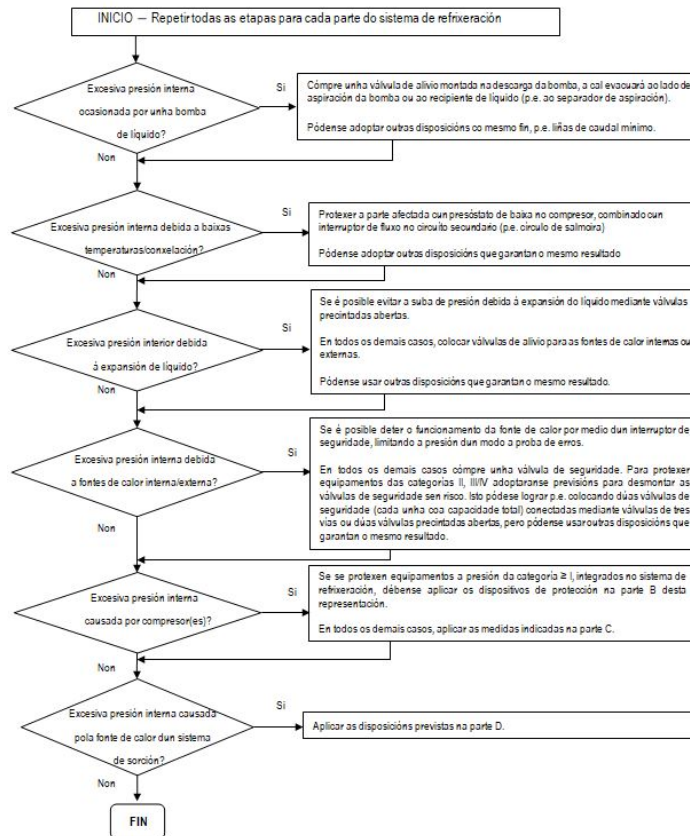 INICIO — Repetir todas as etapas para cada parte do sistema de refrixeración
Excesiva presión interna
ocasionada por unha bomba
de líquido?
Si
Cómpre unha válvula de alivio montada na descarga da bomba, a cal evacuará ao lado de
aspiración da bomba ou ao recipiente de líquido (p.e. ao separador de aspiración).
Pódense adoptar outras disposicións co mesmo fin, p.e. liñas de caudal mínimo.
Non
Excesiva presión interna debida a baixas
temperaturas/conxelación?
Si
Protexer a parte afectada cun presóstato de baixa no compresor, combinado cun
interruptor de fluxo no circuíto secundario (p.e. círculo de salmoira)
Pódense adoptar outras disposicións que garantan o mesmo resultado
Non
Excesiva presión interior debida
á expansión de líquido?
Si
Se é posible evitar a suba de presión debida á expansión do líquido mediante válvulas
precintadas abertas.
En todos os demais casos, colocar válvulas de alivio para as fontes de calor internas ou
externas.
Pódense usar outras disposicións que garantan o mesmo resultado.
Non
Excesiva presión interna debida
a fontes de calor interna/externa?
Si
Se é posible deter o funcionamento da fonte de calor por medio dun interruptor de
seguridade, limitando a presión dun modo a proba de erros.
En todos os demais casos cómpre unha válvula de seguridade. Para protexer
equipamentos das categorías II, III/IV adoptaranse previsións para desmontar as
válvulas de seguridade sen risco. Isto pódese lograr p.e. colocando dúas válvulas de
seguridade (cada unha coa capacidade total) conectadas mediante válvulas de tres
vías ou dúas válvulas precintadas abertas, pero pódense usar outras disposicións que
garantan o mesmo resultado.
Non
Excesiva presión interna
causada por compresor(es)?
Si
Se se protexen equipamentos a presión da categoría ≥ I, integrados no sistema de
refrixeración, débense aplicar os dispositivos de protección na parte B desta
representación.
En todos os demais casos, aplicar as medidas indicadas na parte C.
Non
Excesiva presión interna causada
pola fonte de calor dun sistema
de sorción?
Si
Aplicar as disposicións previstas na parte D.
Non
FIN